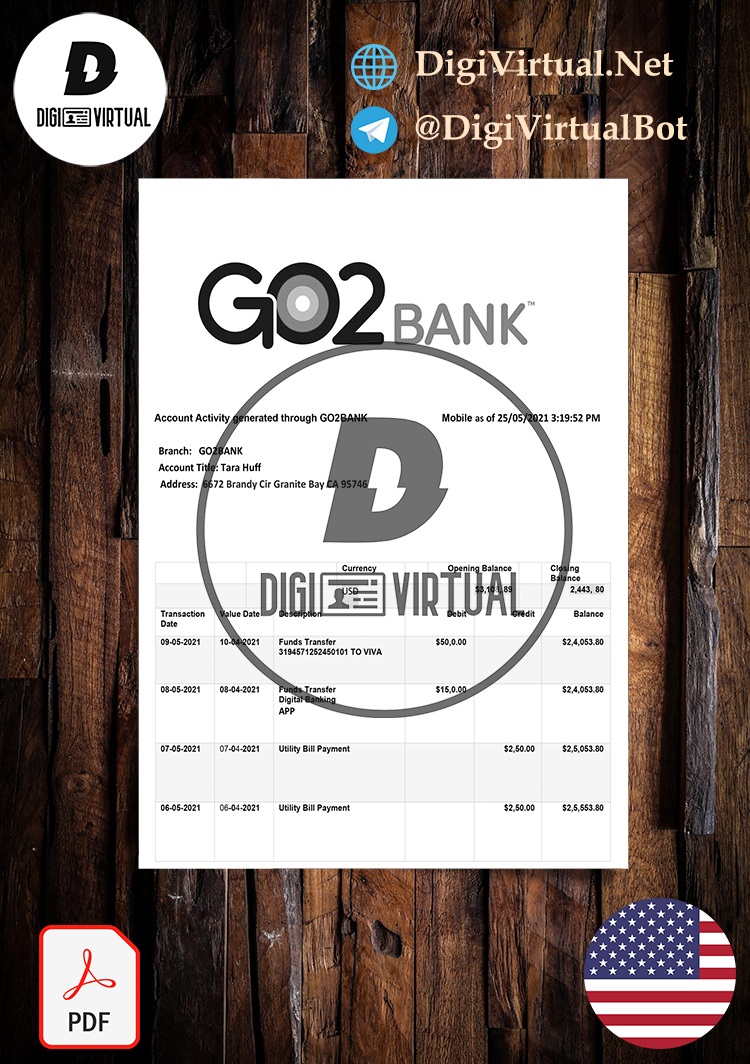 D
DIGI VIRTUAL
DigiVirtual.Net
@DigiVirtualBot
GO2 BANK™
Account Activity generated through GO2BANK
Mobile as of 25/05/2021 3:19:52 PM
Branch: GO2BANK
Account Title: Tara Huff
Address: 6672 Brandy Cir Granite Bay CA 95746
D
DIGI VIRTUAL
Currency Opening Balance Closing Balance
USD $3,103,89 2,443, 80
Transaction Date Value Date Description Debit Credit Balance
09-05-2021 10-04-2021 Funds Transfer $50,0.00 $2,4,053.80
3194571252450101 TO VIVA
08-05-2021 08-04-2021 Funds Transfer $15,0.00 $2,4,053.80
Digital Banking
APP
07-05-2021 07-04-2021 Utility Bill Payment $2,50.00 $2,5,053.80
06-05-2021 06-04-2021 Utility Bill Payment $2,50.00 $2,5,553.80
PDF